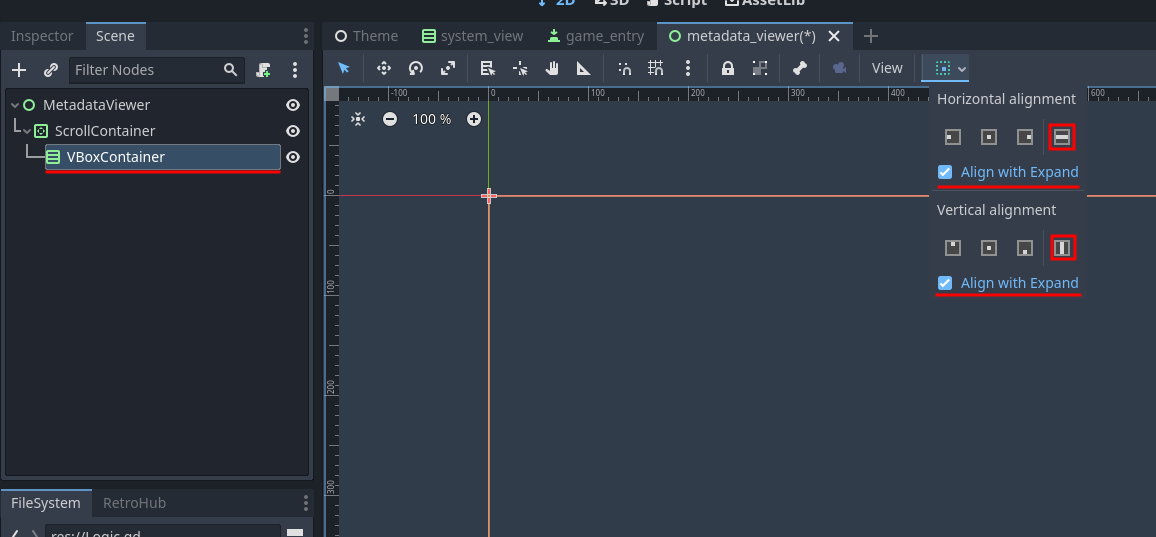 2D 3D Script AssetLib
Inspector Scene
Theme system_view game_entry metadata_viewer(*)
Filter Nodes
View
MetadataViewer
ScrollContainer
VBoxContainer
-100 0 100 200 300 400 600
100 %
0
100
200
300
Horizontal alignment
Align with Expand
Vertical alignment
Align with Expand
FileSystem RetroHub
res://Logic.gd